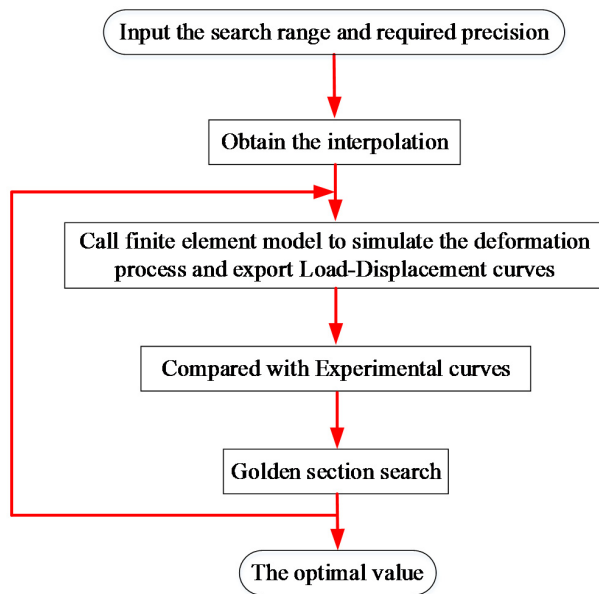 Input the search range and required precision
Obtain the interpolation
Call finite element model to simulate the deformation
process and export Load-Displacement curves
Compared with Experimental curves
Golden section search
The optimal value